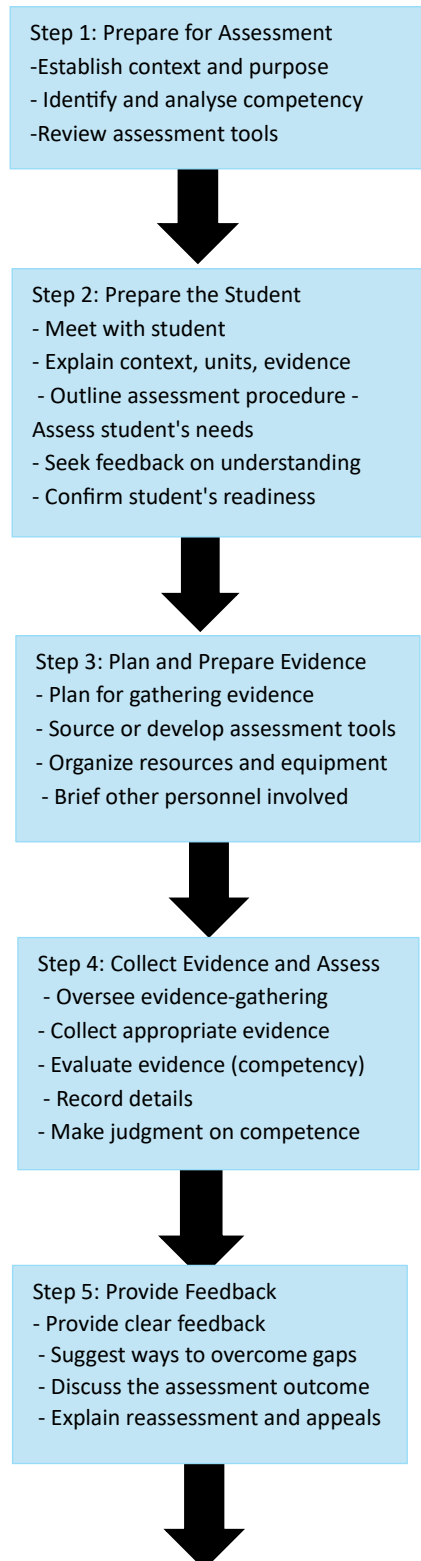 Step 1: Prepare for Assessment
-Establish context and purpose
- Identify and analyse competency
-Review assessment tools
Step 2: Prepare the Student
- Meet with student
- Explain context, units, evidence
- Outline assessment procedure -
Assess student's needs
- Seek feedback on understanding
- Confirm student's readiness
Step 3: Plan and Prepare Evidence
- Plan for gathering evidence
- Source or develop assessment tools
- Organize resources and equipment
- Brief other personnel involved
Step 4: Collect Evidence and Assess
- Oversee evidence-gathering
- Collect appropriate evidence
- Evaluate evidence (competency)
- Record details
- Make judgment on competence
Step 5: Provide Feedback
- Provide clear feedback
- Suggest ways to overcome gaps
- Discuss the assessment outcome
- Explain reassessment and appeals